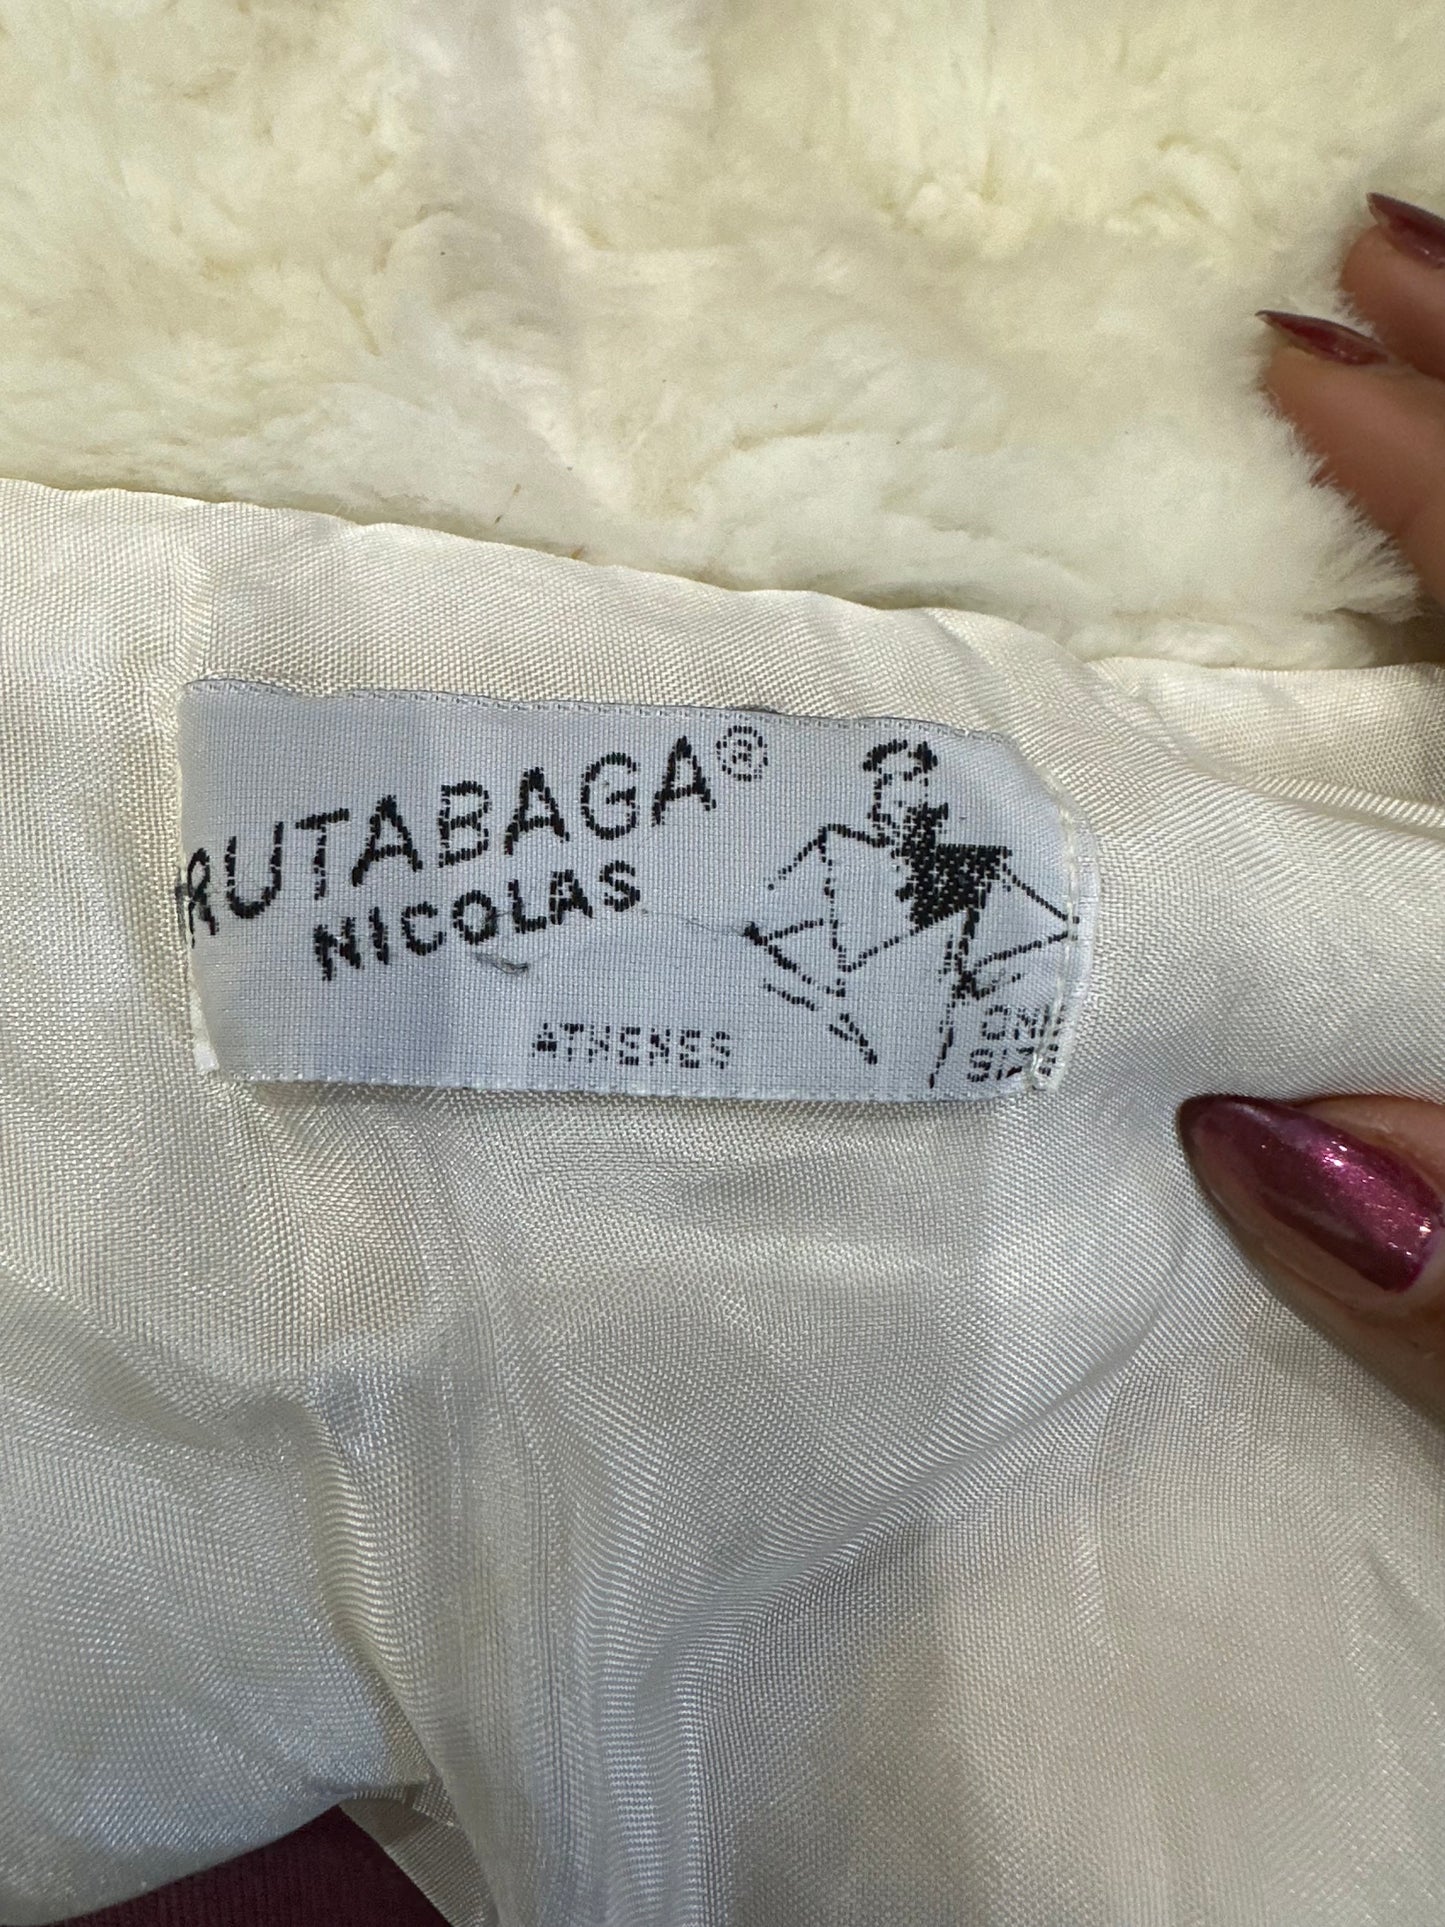 RUTABAGA®
NICOLAS
ATHENES
ONE
SIZE